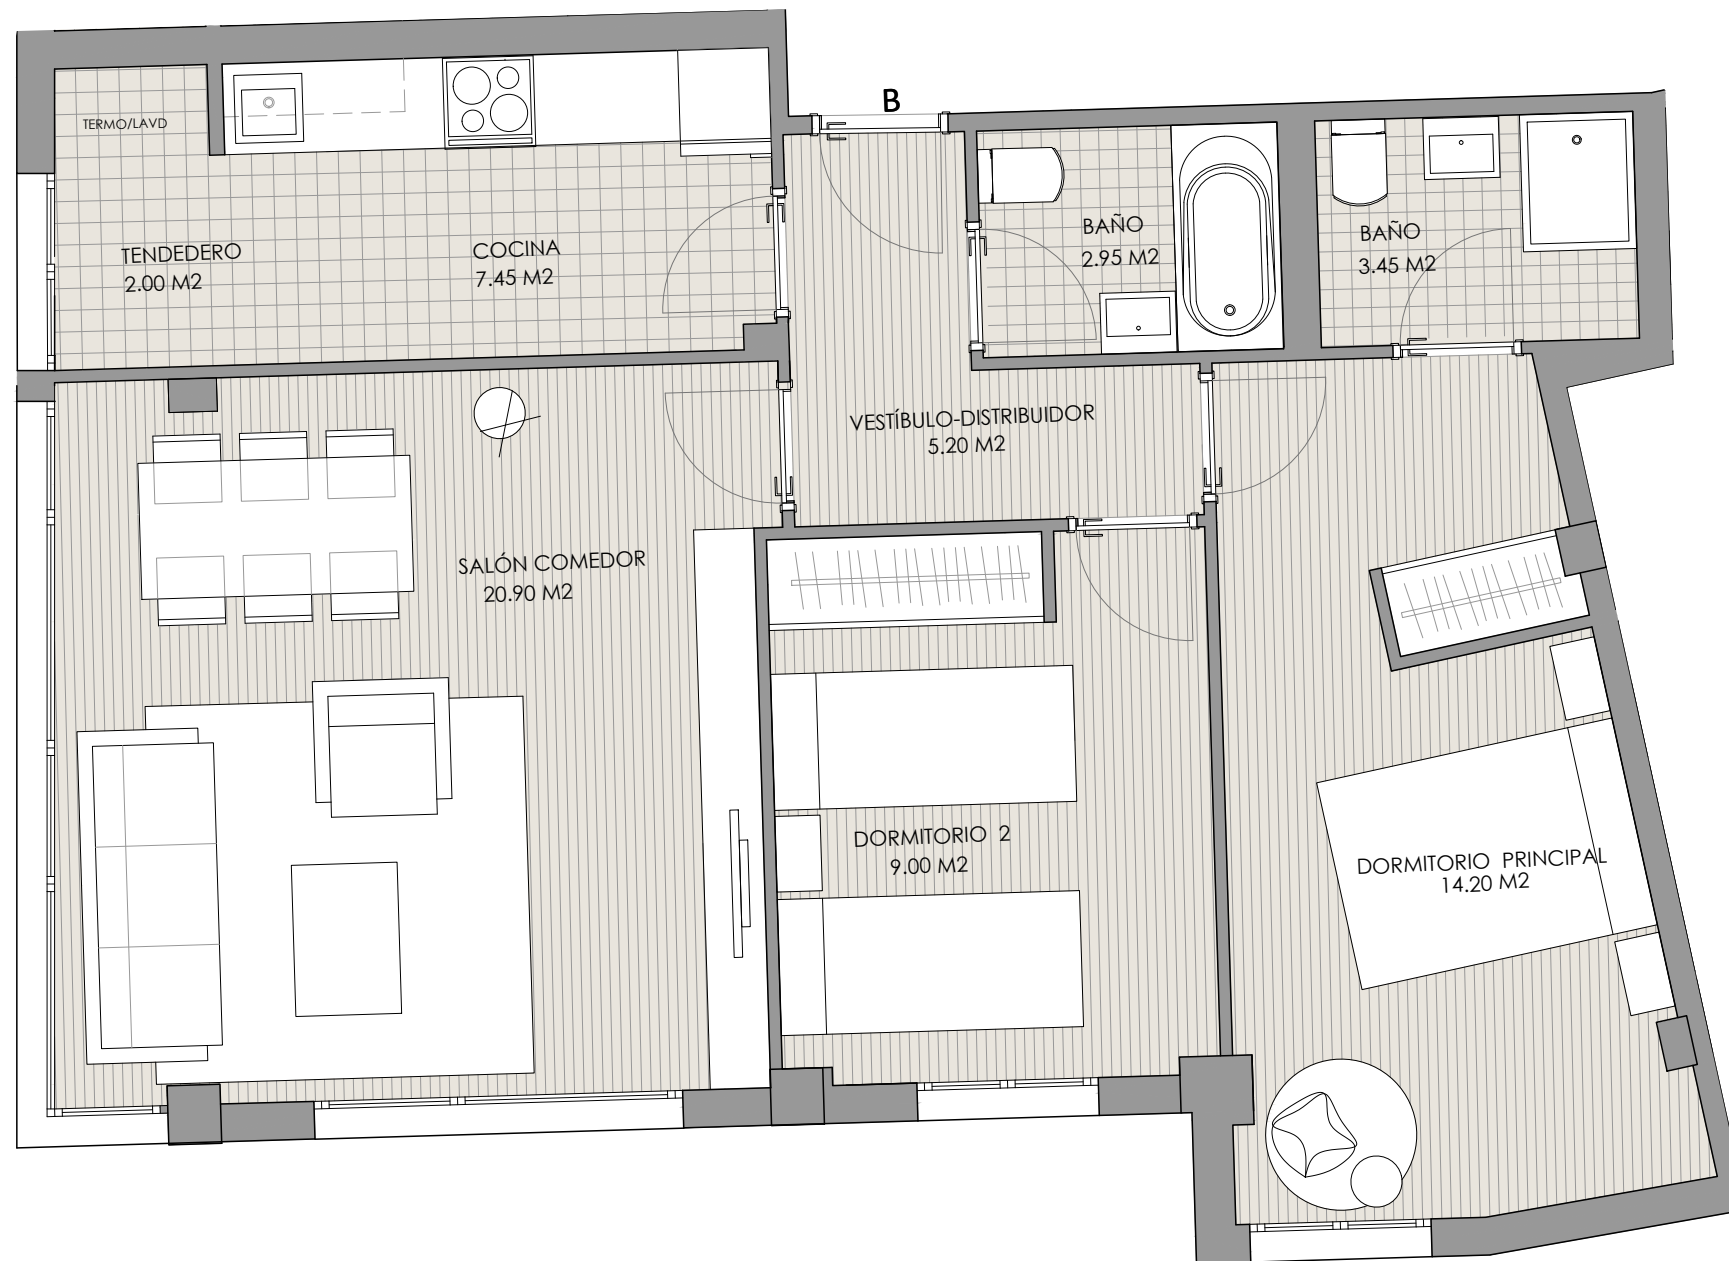 B
TERMO/LAVD
TENDEDERO
2.00 M2
COCINA
7.45 M2
BAÑO
2.95 M2
BAÑO
3.45 M2
VESTÍBULO-DISTRIBUIDOR
5.20 M2
SALÓN COMEDOR
20.90 M2
DORMITORIO 2
9.00 M2
DORMITORIO PRINCIPAL
14.20 M2